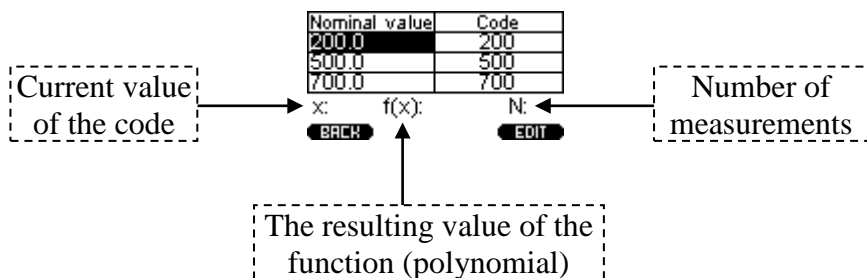 Nominal value Code
200.0 200
500.0 500
700.0 700
Current value
of the code
x: f(x): N:
Number of
measurements
BACK EDIT
The resulting value of the
function (polynomial)